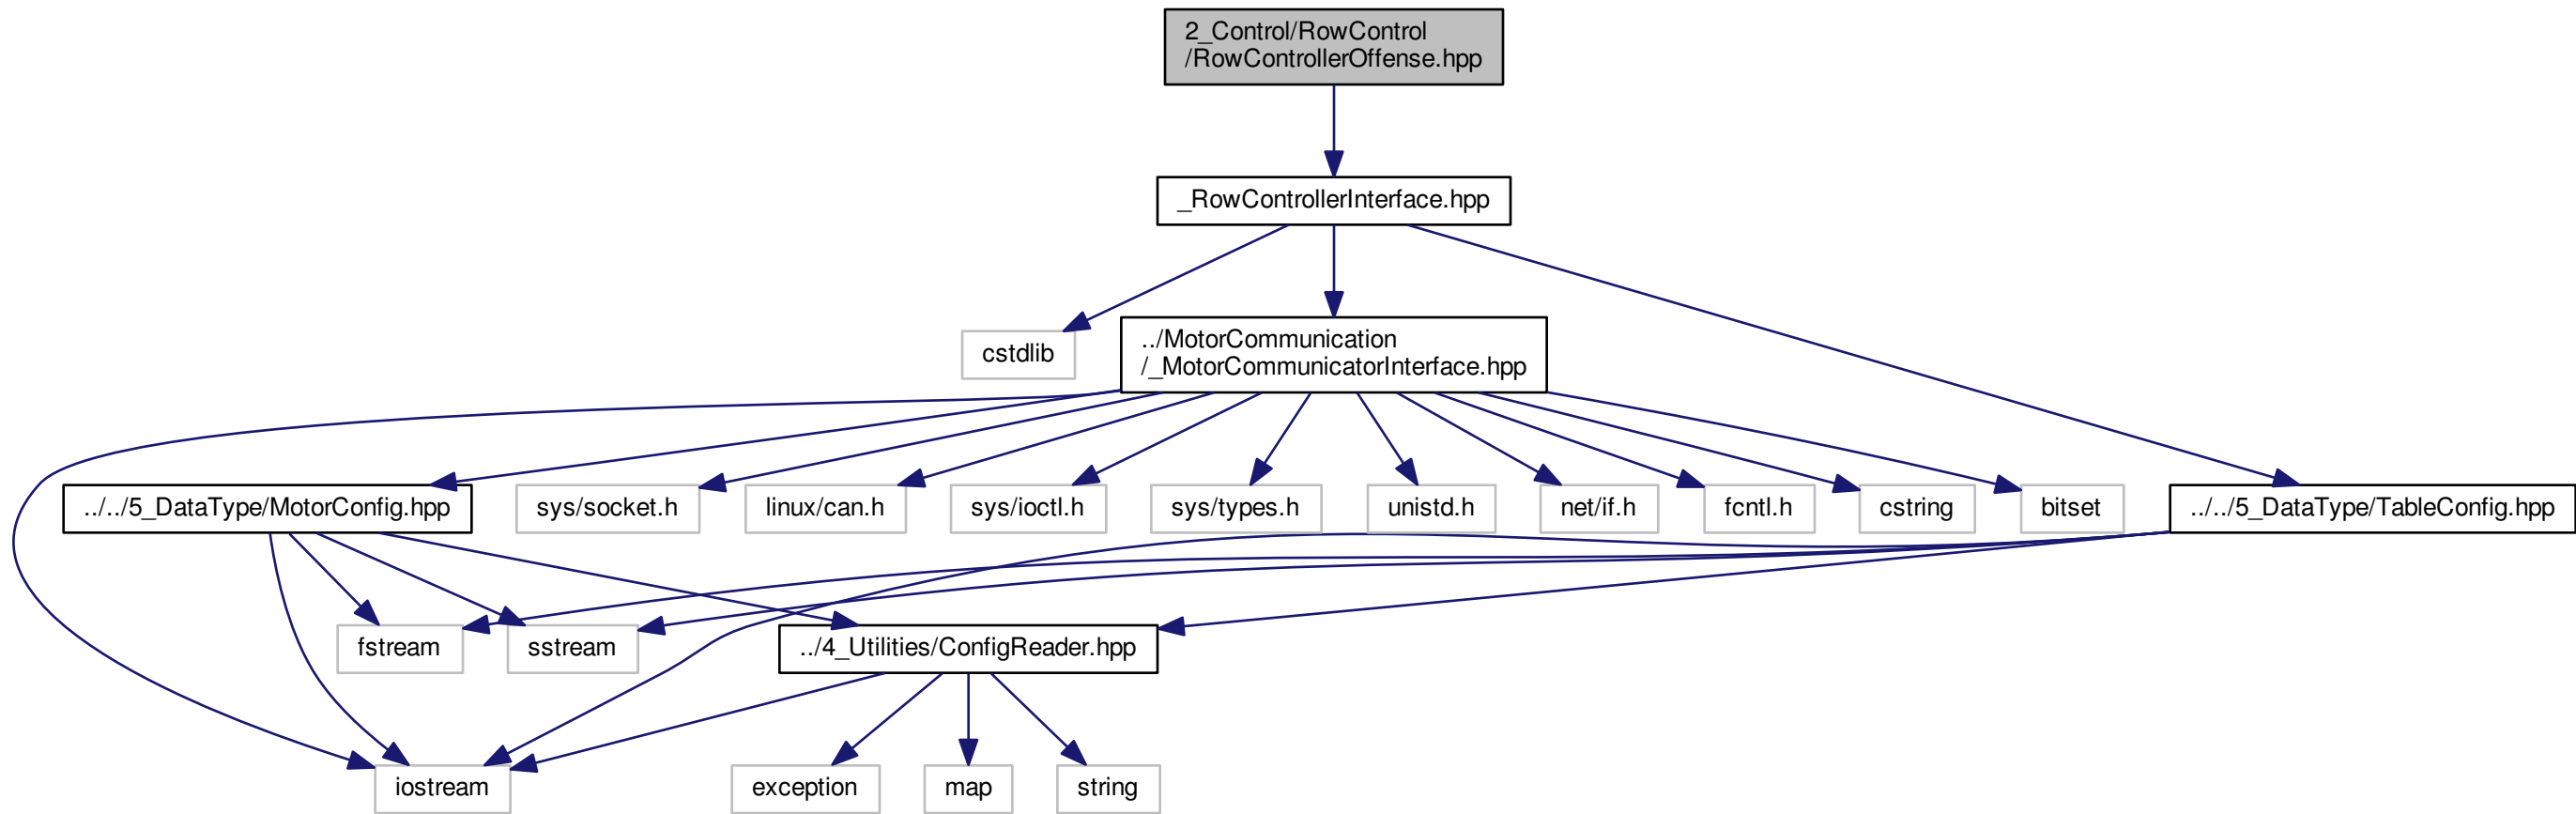 2_Control/RowControl
/RowControllerOffense.hpp
_RowControllerInterface.hpp
cstdlib
../MotorCommunication
/_MotorCommunicatorInterface.hpp
../../5_DataType/MotorConfig.hpp
sys/socket.h
linux/can.h
sys/ioctl.h
sys/types.h
unistd.h
net/if.h
fcntl.h
cstring
bitset
../../5_DataType/TableConfig.hpp
fstream
sstream
../4_Utilities/ConfigReader.hpp
iostream
exception
map
string